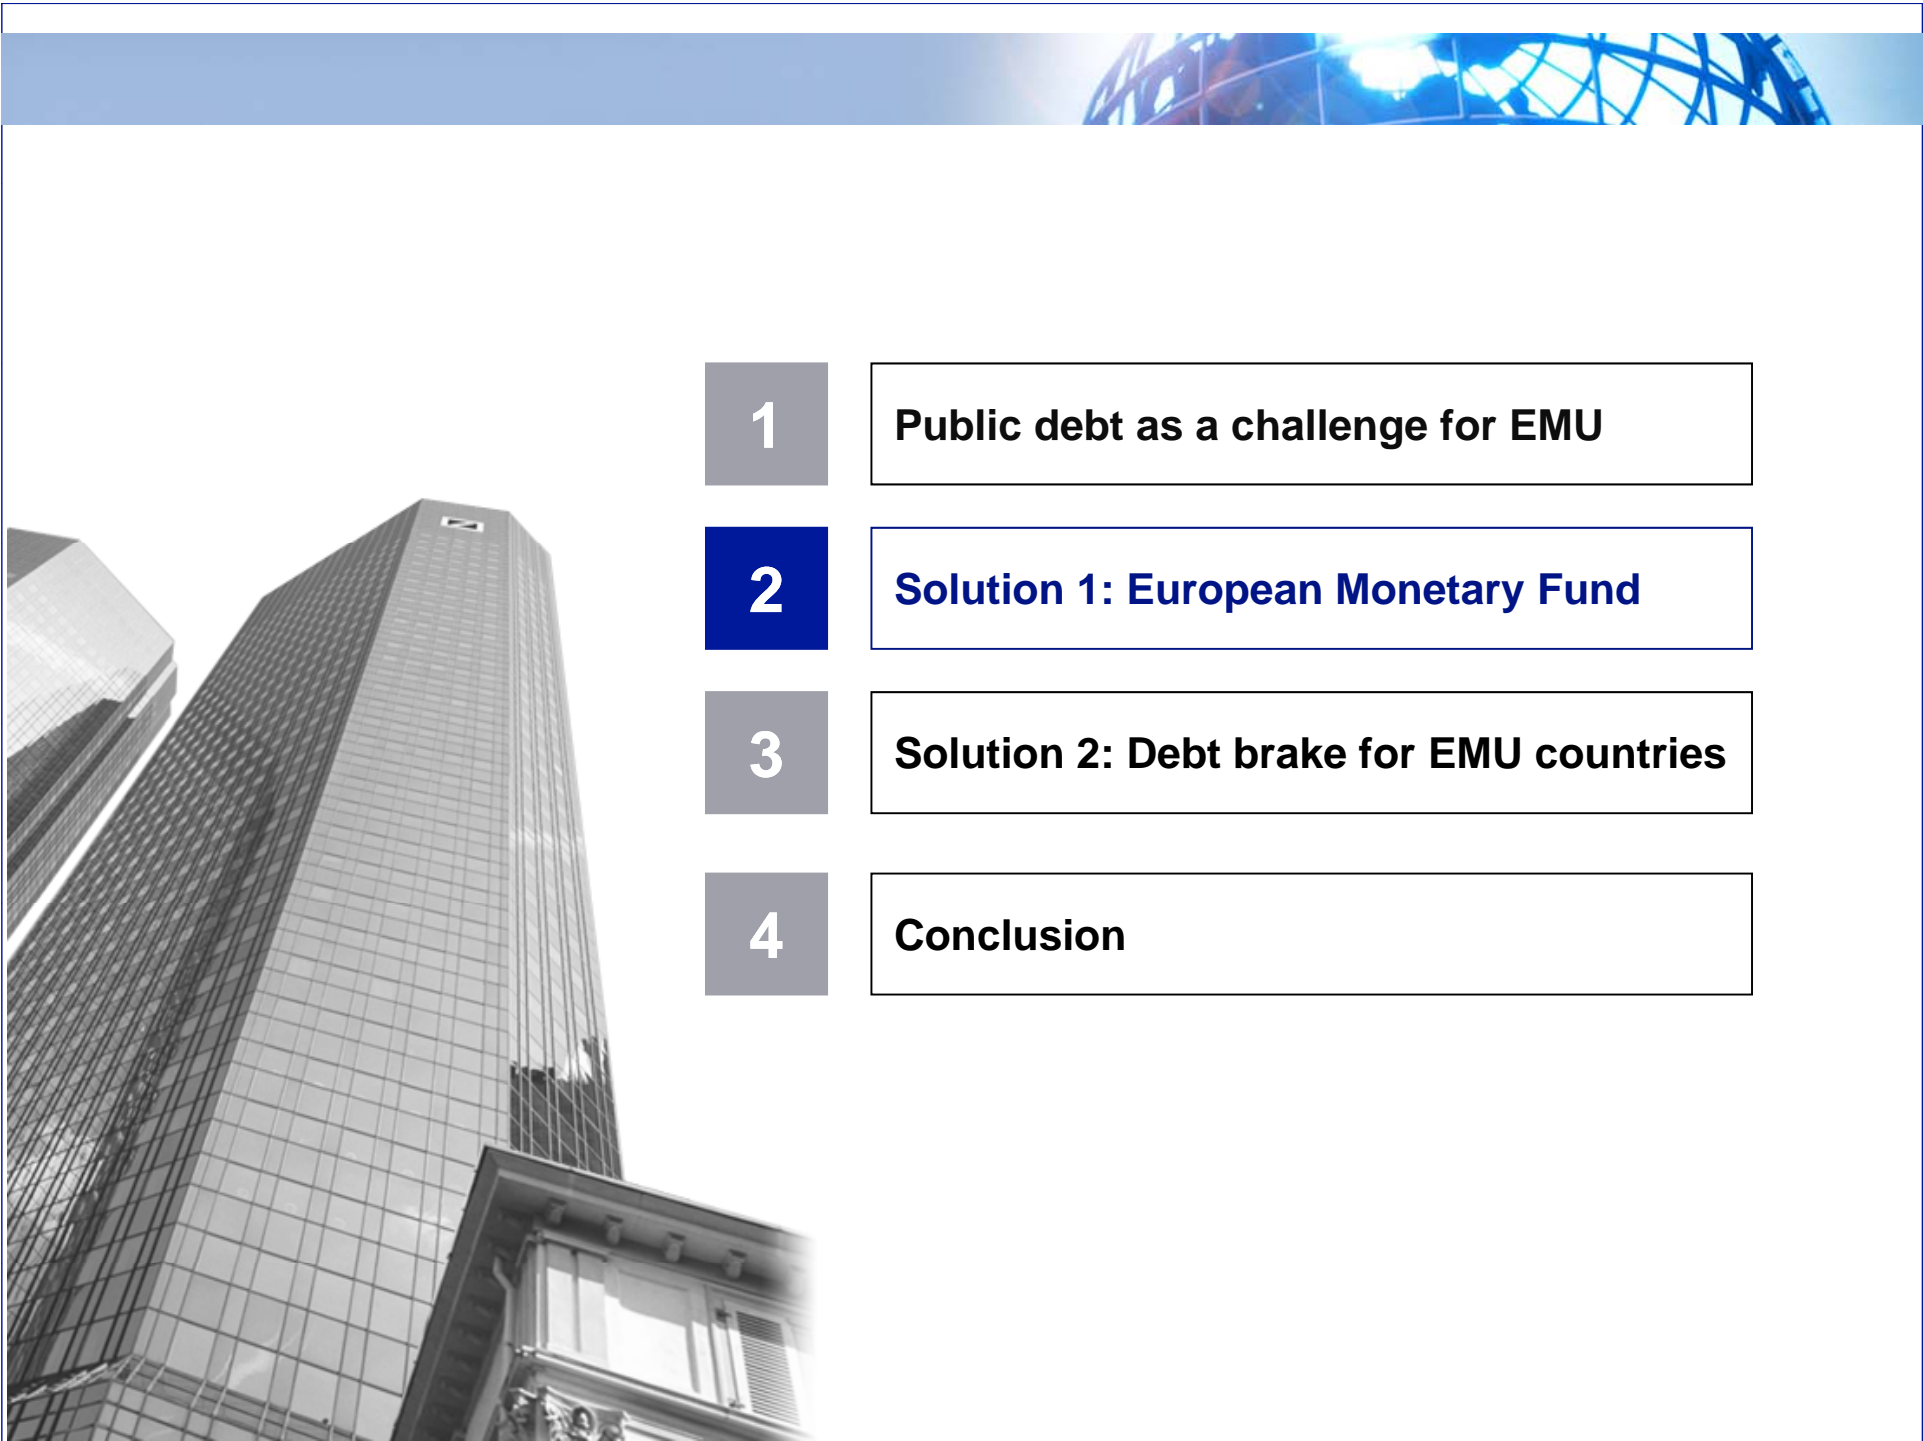 1
Public debt as a challenge for EMU
2
Solution 1: European Monetary Fund
3
Solution 2: Debt brake for EMU countries
4
Conclusion